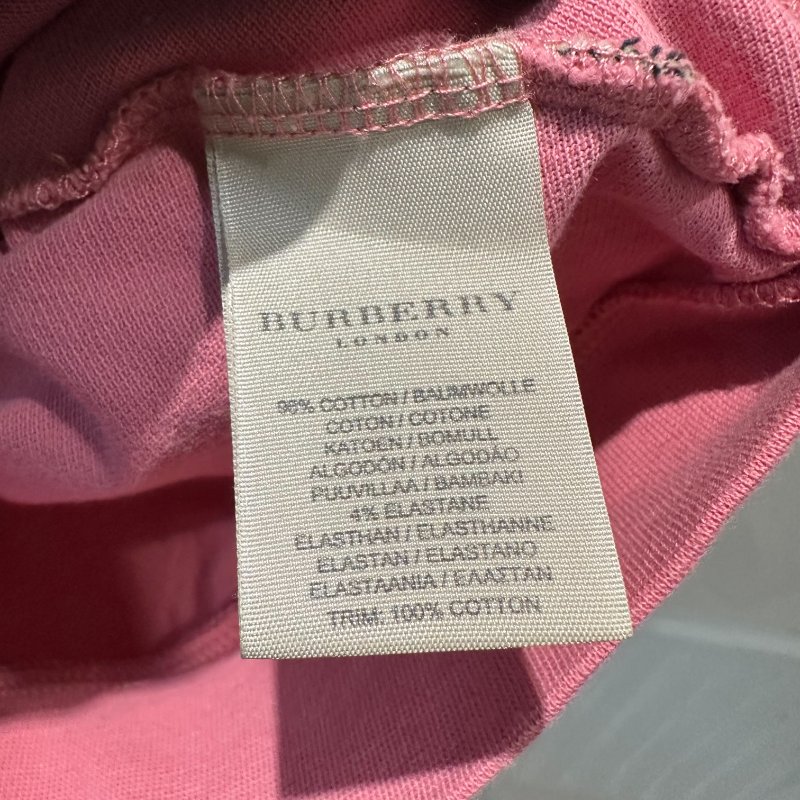 BURBERRY
LONDON
96% COTTON / BAUMWOLLE
COTON / COTONE
KATOEN / BOMULL
ALGODÓN / ALGODÃO
PUUVILLAA / BAMBAKI
4% ELASTANE
ELASTHAN / ELASTHANNE
ELASTAN / ELASTANO
ELASTAANIA / ΕΛΑΣΤΑΝ
TRIM: 100% COTTON